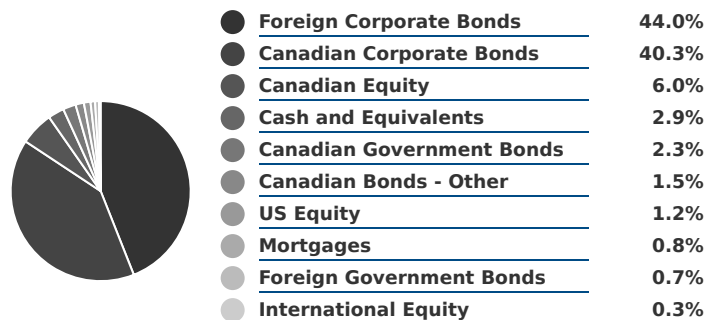 Foreign Corporate Bonds 44.0%
Canadian Corporate Bonds 40.3%
Canadian Equity 6.0%
Cash and Equivalents 2.9%
Canadian Government Bonds 2.3%
Canadian Bonds - Other 1.5%
US Equity 1.2%
Mortgages 0.8%
Foreign Government Bonds 0.7%
International Equity 0.3%